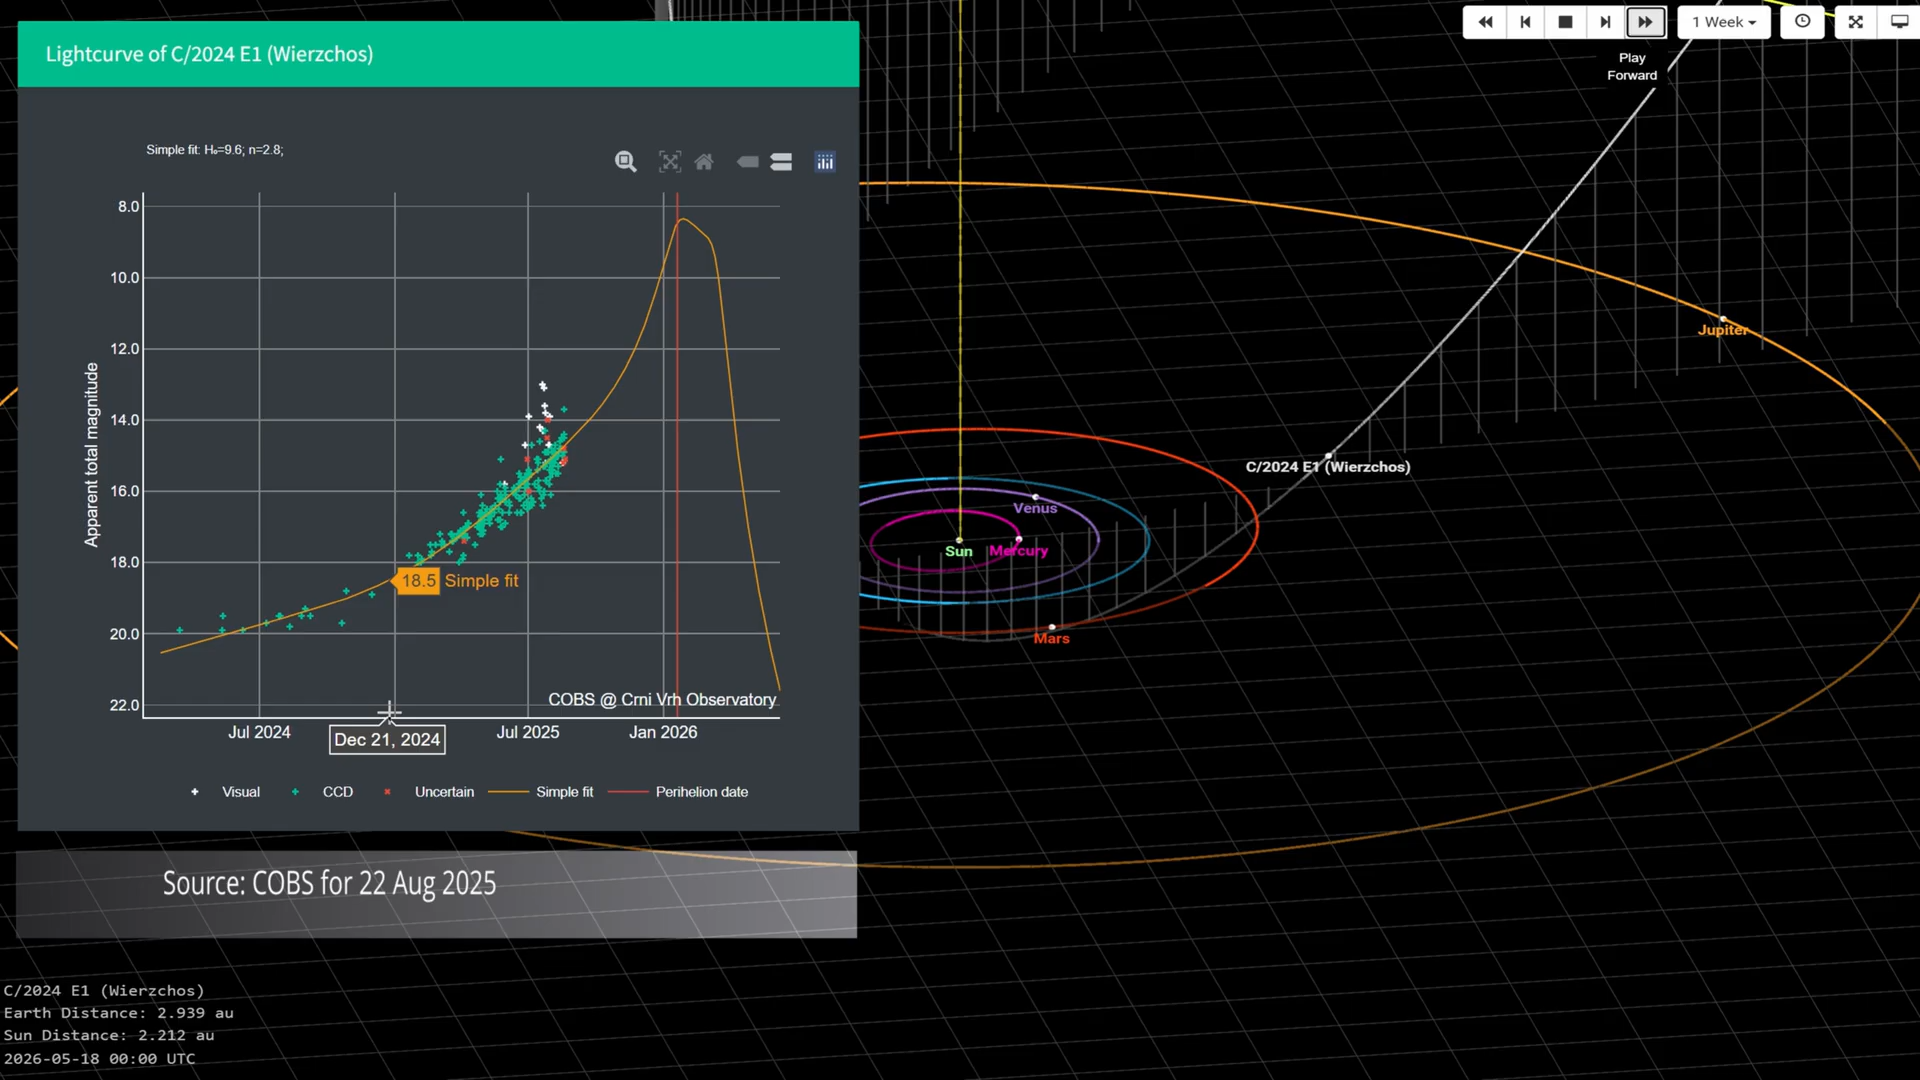 Lightcurve of C/2024 E1 (Wierzchos)
1 Week
Play
Forward
Simple fit: H₀=9.6; n=2.8;
8.0
10.0
12.0
14.0
16.0
18.0
20.0
22.0
Apparent total magnitude
18.5 Simple fit
COBS @ Crni Vrh Observatory
Jul 2024
Dec 21, 2024
Jul 2025
Jan 2026
Visual
CCD
Uncertain
Simple fit
Perihelion date
Jupiter
C/2024 E1 (Wierzchos)
Venus
Sun
Mercury
Mars
Source: COBS for 22 Aug 2025
C/2024 E1 (Wierzchos)
Earth Distance: 2.939 au
Sun Distance: 2.212 au
2026-05-18 00:00 UTC